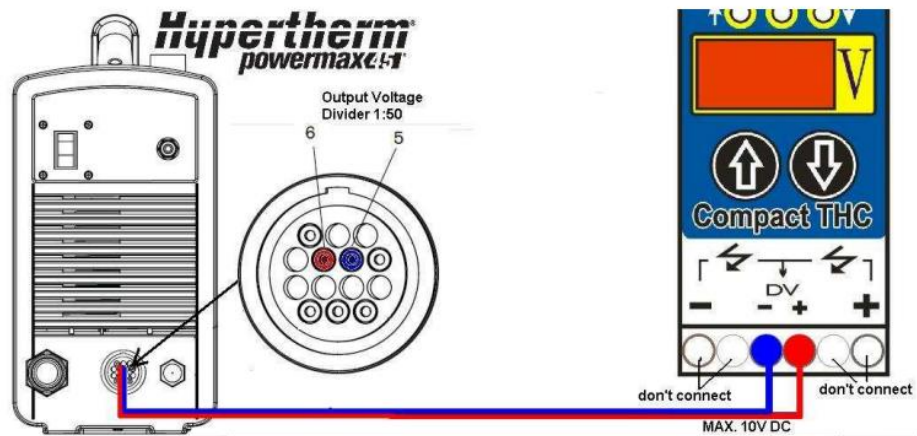 Hypertherm®
powermax45
Output Voltage
Divider 1:50
6
5
V
Compact THC
DV
- - + +
don't connect
don't connect
MAX. 10V DC